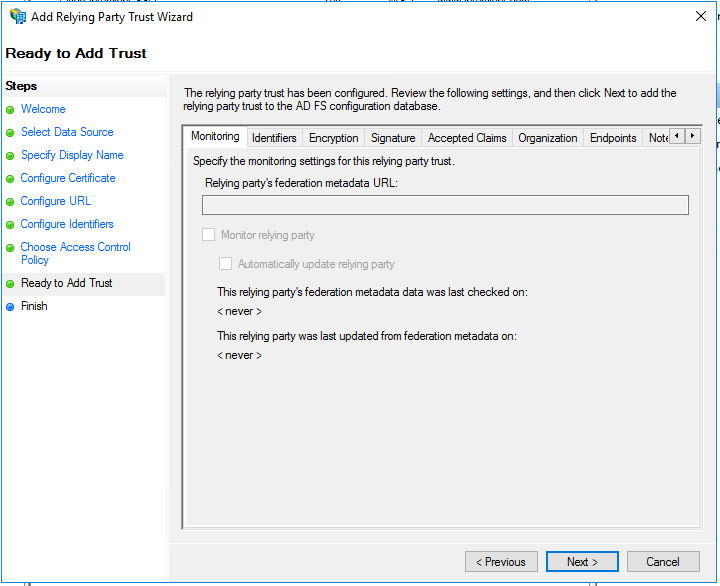 Add Relying Party Trust Wizard
Ready to Add Trust
Steps
Welcome
Select Data Source
Specify Display Name
Configure Certificate
Configure URL
Configure Identifiers
Choose Access Control
Policy
Ready to Add Trust
Finish
The relying party trust has been configured. Review the following settings, and then click Next to add the
relying party trust to the AD FS configuration database.
Monitoring Identifiers Encryption Signature Accepted Claims Organization Endpoints Note
Specify the monitoring settings for this relying party trust.
Relying party's federation metadata URL:
Monitor relying party
Automatically update relying party
This relying party's federation metadata data was last checked on:
< never >
This relying party was last updated from federation metadata on:
< never >
< Previous Next > Cancel